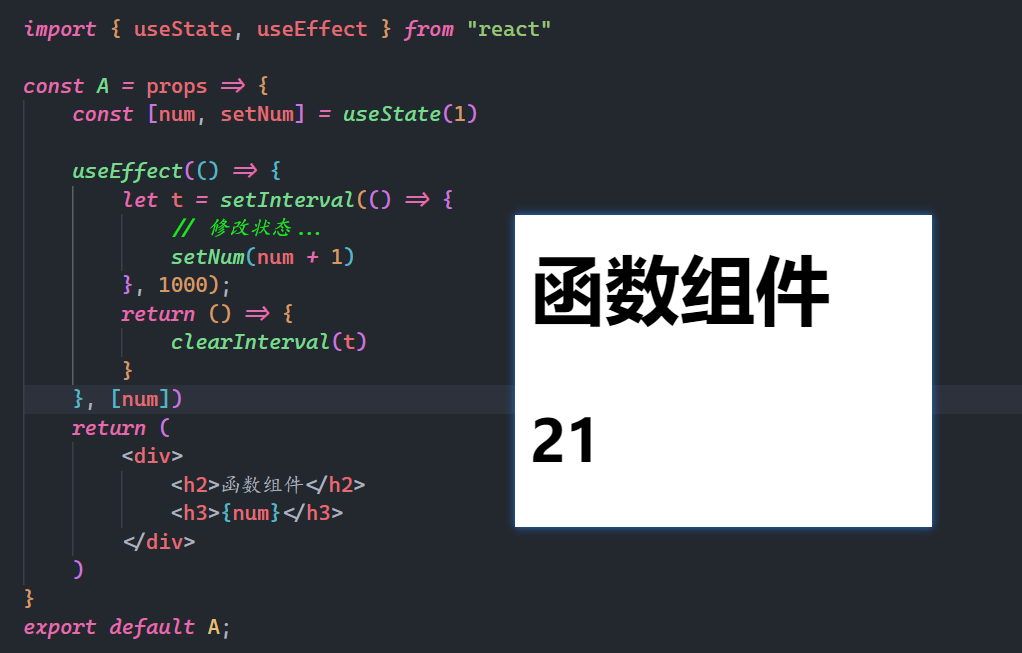 import { useState, useEffect } from "react"
const A = props => {
const [num, setNum] = useState(1)
useEffect(() => {
let t = setInterval(() => {
// 修改状态...
setNum(num + 1)
}, 1000);
return () => {
clearInterval(t)
}
}, [num])
return (
<div>
<h2>函数组件</h2>
<h3>{num}</h3>
</div>
)
}
export default A;
函数组件
21